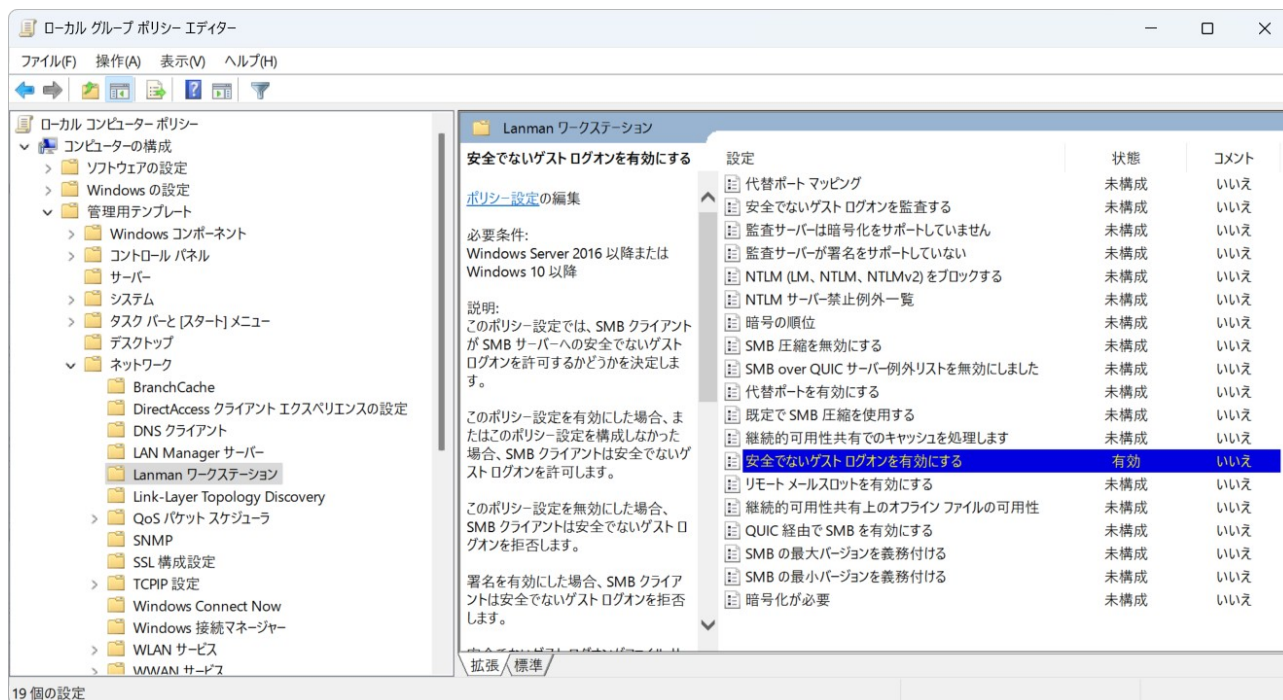 ローカル グループ ポリシー エディター
ファイル(F) 操作(A) 表示(V) ヘルプ(H)
ローカル コンピューター ポリシー
コンピューターの構成
ソフトウェアの設定
Windows の設定
管理用テンプレート
Windows コンポーネント
コントロール パネル
サーバー
システム
タスク バーと [スタート] メニュー
デスクトップ
ネットワーク
BranchCache
DirectAccess クライアント エクスペリエンスの設定
DNS クライアント
LAN Manager サーバー
Lanman ワークステーション
Link-Layer Topology Discovery
QoS パケット スケジューラ
SNMP
SSL 構成設定
TCPIP 設定
Windows Connect Now
Windows 接続マネージャー
WLAN サービス
WWAN サービス
Lanman ワークステーション
安全でないゲスト ログオンを有効にする
ポリシー設定の編集
必要条件:
Windows Server 2016 以降または
Windows 10 以降
説明:
このポリシー設定では、SMB クライアント
が SMB サーバーへの安全でないゲスト
ログオンを許可するかどうかを決定しま
す。
このポリシー設定を有効にした場合、ま
たはこのポリシー設定を構成しなかった
場合、SMB クライアントは安全でないゲ
スト ログオンを許可します。
このポリシー設定を無効にした場合、
SMB クライアントは安全でないゲスト ロ
グオンを拒否します。
署名を有効にした場合、SMB クライア
ントは安全でないゲスト ログオンを拒否
します。
設定 状態 コメント
代替ポート マッピング 未構成 いいえ
安全でないゲスト ログオンを監査する 未構成 いいえ
監査サーバーは暗号化をサポートしていません 未構成 いいえ
監査サーバーが署名をサポートしていない 未構成 いいえ
NTLM (LM、NTLM、NTLMv2) をブロックする 未構成 いいえ
NTLM サーバー禁止例外一覧 未構成 いいえ
暗号の順位 未構成 いいえ
SMB 圧縮を無効にする 未構成 いいえ
SMB over QUIC サーバー例外リストを無効にしました 未構成 いいえ
代替ポートを有効にする 未構成 いいえ
既定で SMB 圧縮を使用する 未構成 いいえ
継続的可用性共有でのキャッシュを処理します 未構成 いいえ
安全でないゲスト ログオンを有効にする 有効 いいえ
リモート メールスロットを有効にする 未構成 いいえ
継続的可用性共有上のオフライン ファイルの可用性 未構成 いいえ
QUIC 経由で SMB を有効にする 未構成 いいえ
SMB の最大バージョンを義務付ける 未構成 いいえ
SMB の最小バージョンを義務付ける 未構成 いいえ
暗号化が必要 未構成 いいえ
拡張 標準
19 個の設定